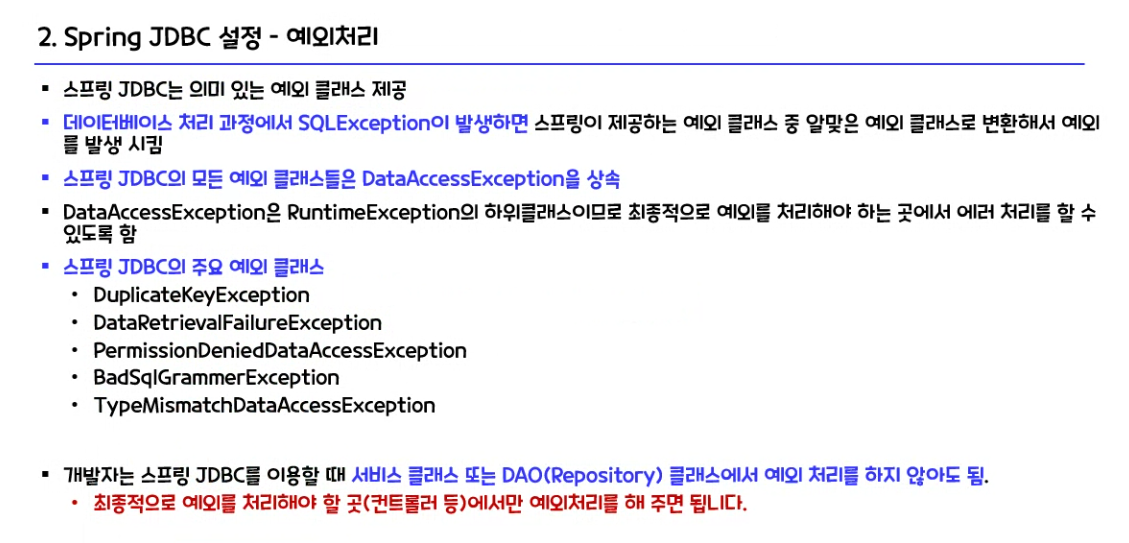 2. Spring JDBC 설정 - 예외처리
▪ 스프링 JDBC는 의미 있는 예외 클래스 제공
▪ 데이터베이스 처리 과정에서 SQLException이 발생하면 스프링이 제공하는 예외 클래스 중 알맞은 예외 클래스로 변환해서 예외
를 발생 시킴
▪ 스프링 JDBC의 모든 예외 클래스들은 DataAccessException을 상속
▪ DataAccessException은 RuntimeException의 하위클래스이므로 최종적으로 예외를 처리해야 하는 곳에서 에러 처리를 할 수
있도록 함
▪ 스프링 JDBC의 주요 예외 클래스
• DuplicateKeyException
• DataRetrievalFailureException
• PermissionDeniedDataAccessException
• BadSqlGrammerException
• TypeMismatchDataAccessException
▪ 개발자는 스프링 JDBC를 이용할 때 서비스 클래스 또는 DAO(Repository) 클래스에서 예외 처리를 하지 않아도 됨.
• 최종적으로 예외를 처리해야 할 곳(컨트롤러 등)에서만 예외처리를 해 주면 됩니다.